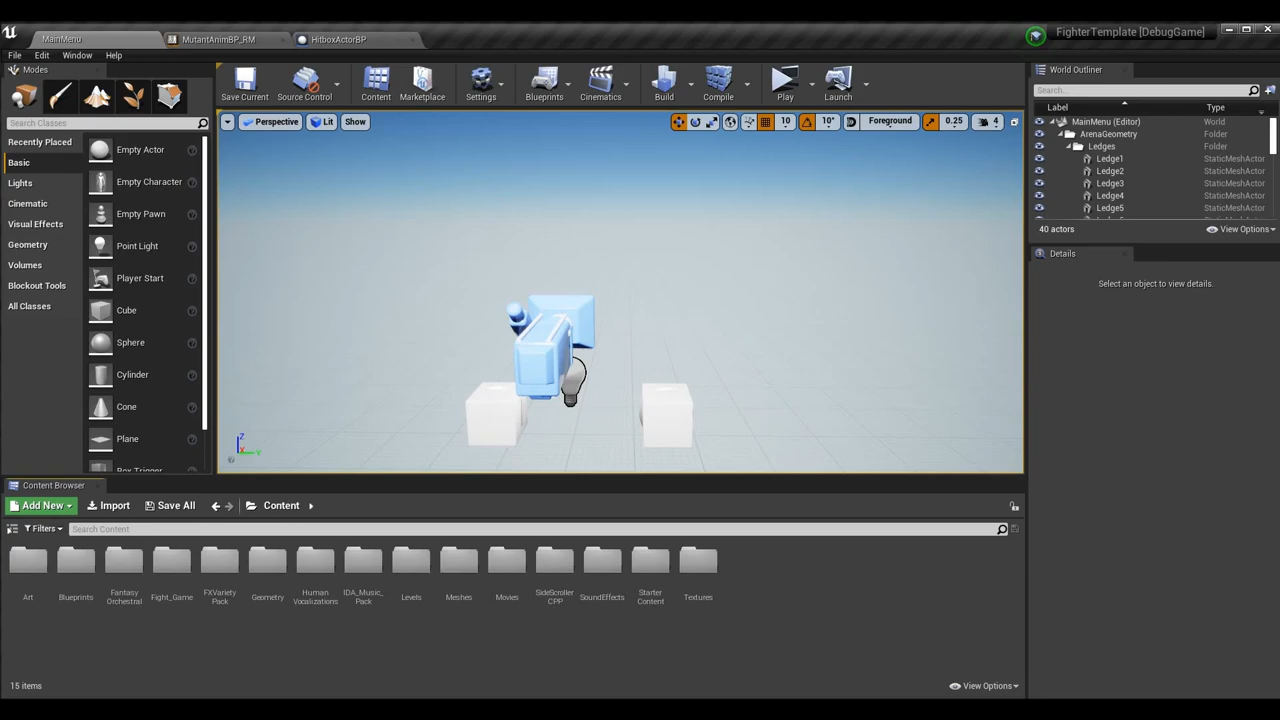 MainMenu
MutantAnimBP_RM
HitboxActorBP
FighterTemplate [DebugGame]
File Edit Window Help
Modes
Search Classes
Recently Placed
Basic
Lights
Cinematic
Visual Effects
Geometry
Volumes
Blockout Tools
All Classes
Empty Actor
Empty Character
Empty Pawn
Point Light
Player Start
Cube
Sphere
Cylinder
Cone
Plane
Box Trigger
Save Current
Source Control
Content
Marketplace
Settings
Blueprints
Cinematics
Build
Compile
Play
Launch
Perspective
Lit
Show
10
10°
Foreground
0.25
4
Z
Y
World Outliner
Search...
Label Type
MainMenu (Editor) World
ArenaGeometry Folder
Ledges Folder
Ledge1 StaticMeshActor
Ledge2 StaticMeshActor
Ledge3 StaticMeshActor
Ledge4 StaticMeshActor
Ledge5 StaticMeshActor
40 actors
View Options
Details
Select an object to view details.
Content Browser
Add New
Import
Save All
Content
Filters
Search Content
Art
Blueprints
Fantasy
Orchestral
Fight_Game
FXVariety
Pack
Geometry
Human
Vocalizations
IDA_Music_
Pack
Levels
Meshes
Movies
SideScroller
CPP
SoundEffects
Starter
Content
Textures
15 items
View Options